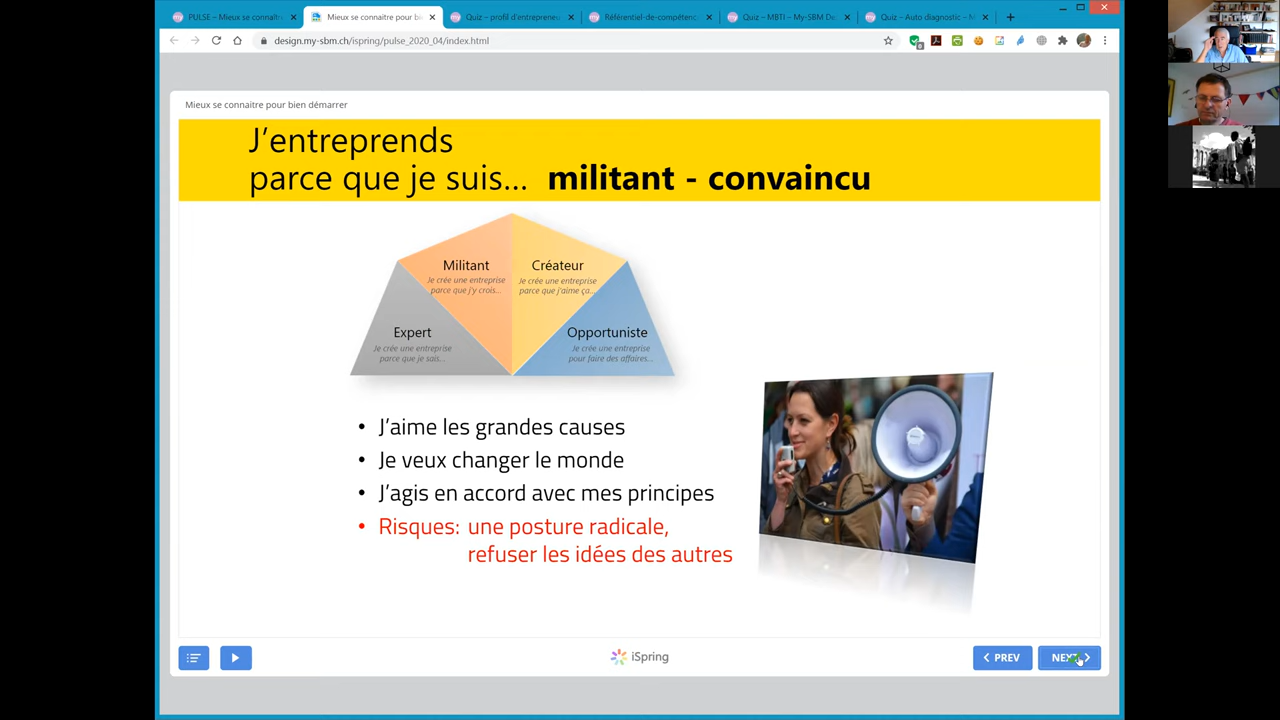 PULSE – Mieux se connaîtr
Mieux se connaitre pour bi
Quiz – profil d'entrepreneu
Référentiel-de-compétenc
Quiz – MBTI – My-SBM De
Quiz – Auto diagnostic – M
design.my-sbm.ch/ispring/pulse_2020_04/index.html
Mieux se connaitre pour bien démarrer
J'entreprends
parce que je suis... militant - convaincu
Militant
Je crée une entreprise
parce que j'y crois...
Créateur
Je crée une entreprise
parce que j'aime ça...
Expert
Je crée une entreprise
parce que je sais...
Opportuniste
Je crée une entreprise
pour faire des affaires...
• J'aime les grandes causes
• Je veux changer le monde
• J'agis en accord avec mes principes
• Risques: une posture radicale,
refuser les idées des autres
iSpring
PREV
NEXT